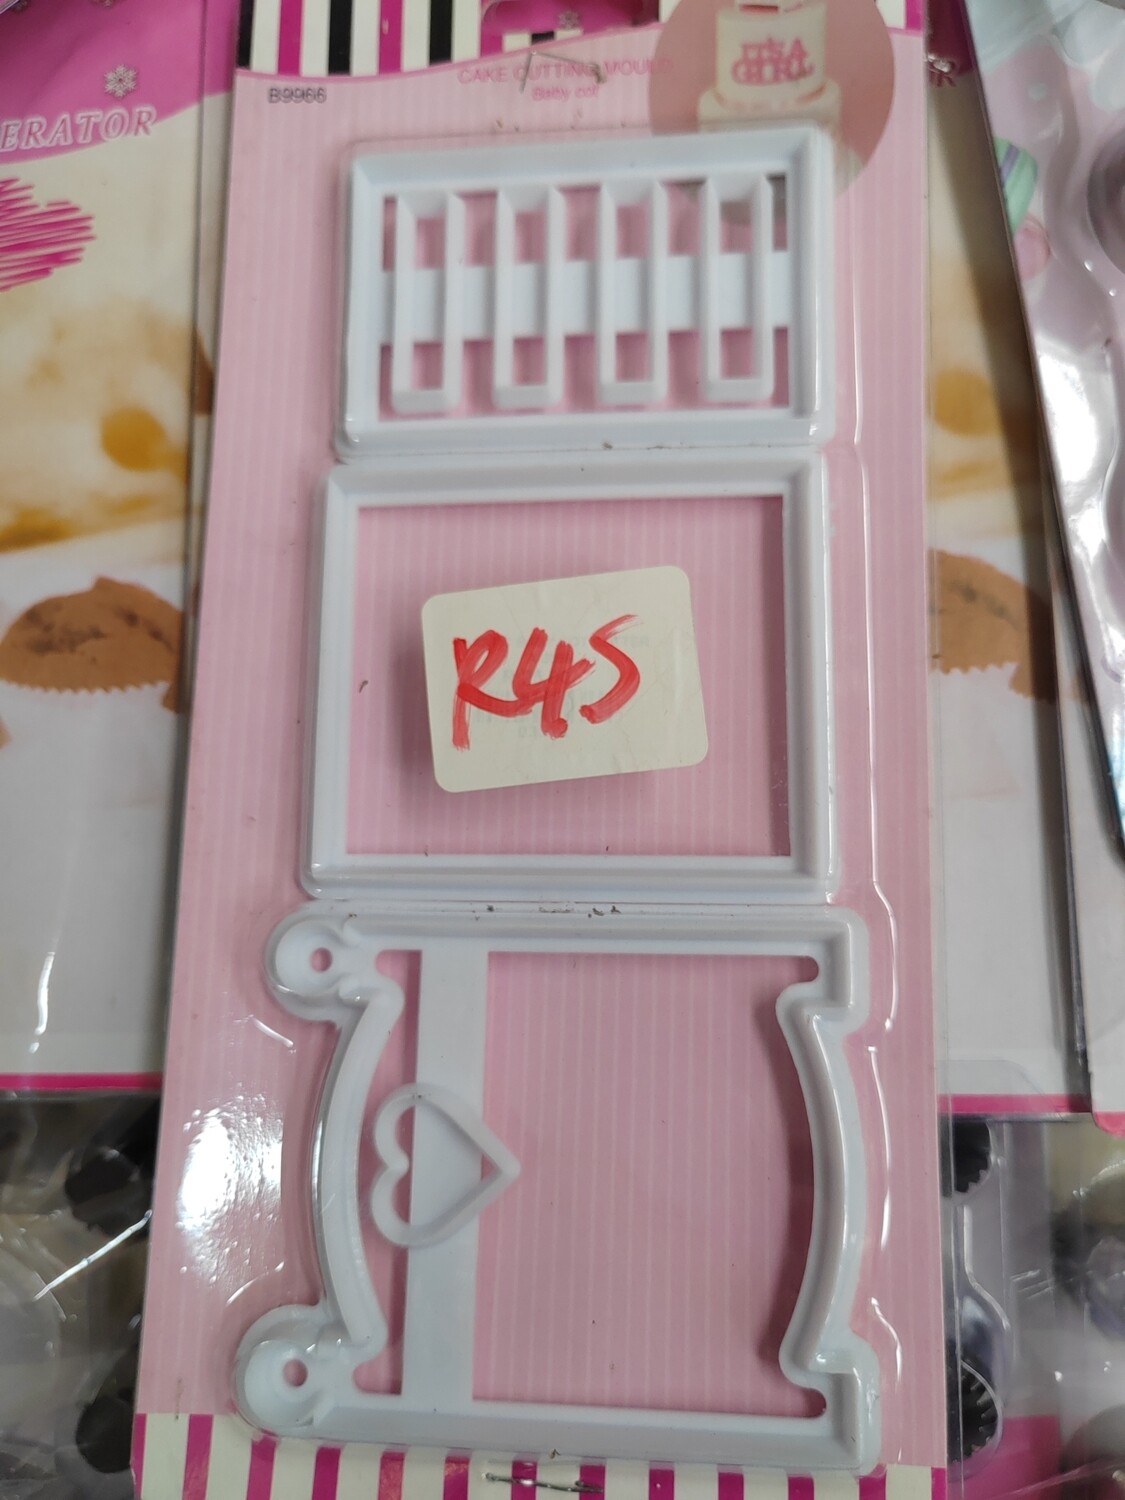 CAKE CUTTING MOULD
Baby cot
B9966
IT'S A
GIRL
ERATOR
R45